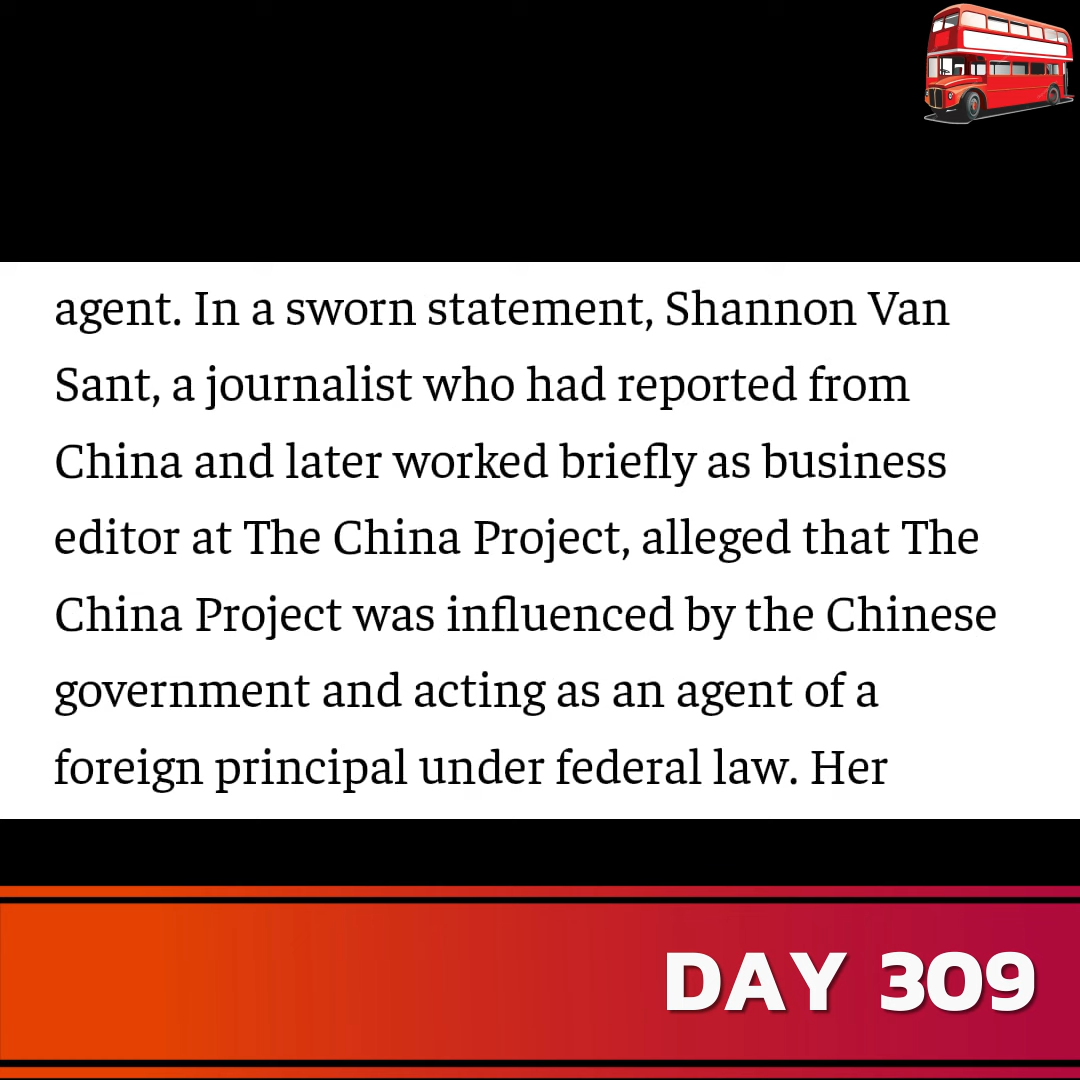 agent. In a sworn statement, Shannon Van
Sant, a journalist who had reported from
China and later worked briefly as business
editor at The China Project, alleged that The
China Project was influenced by the Chinese
government and acting as an agent of a
foreign principal under federal law. Her
DAY 309